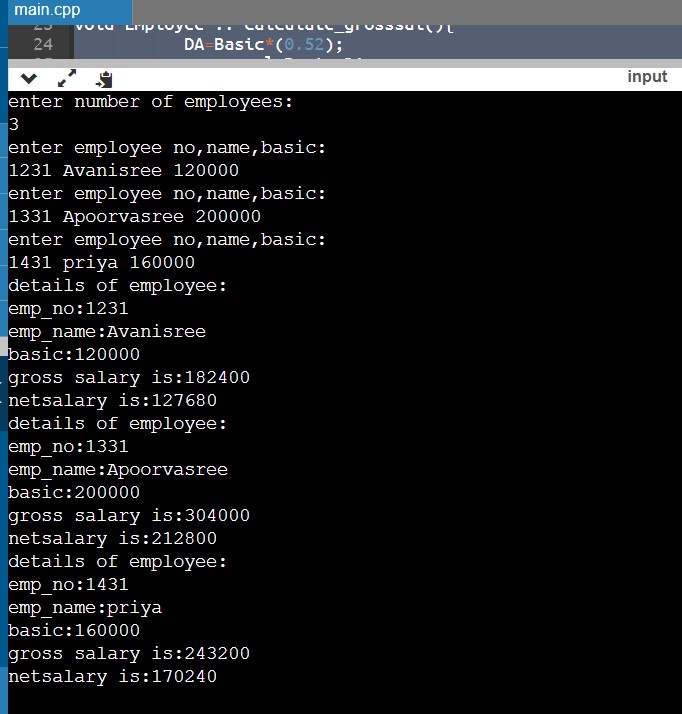 main.cpp
24 DA=Basic*(0.52);
input
enter number of employees:
3
enter employee no,name,basic:
1231 Avanisree 120000
enter employee no,name,basic:
1331 Apoorvasree 200000
enter employee no,name,basic:
1431 priya 160000
details of employee:
emp_no:1231
emp_name:Avanisree
basic:120000
gross salary is:182400
netsalary is:127680
details of employee:
emp_no:1331
emp_name:Apoorvasree
basic:200000
gross salary is:304000
netsalary is:212800
details of employee:
emp_no:1431
emp_name:priya
basic:160000
gross salary is:243200
netsalary is:170240